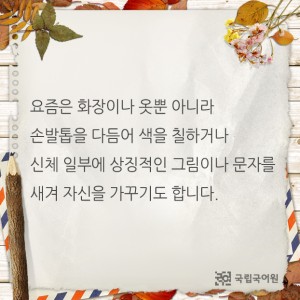 요즘은 화장이나 옷뿐 아니라
손발톱을 다듬어 색을 칠하거나
신체 일부에 상징적인 그림이나 문자를
새겨 자신을 가꾸기도 합니다.
국립국어원